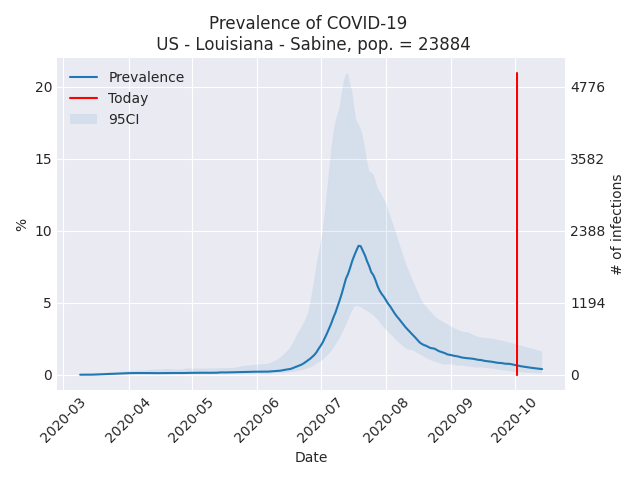 Prevalence of COVID-19
US - Louisiana - Sabine, pop. = 23884
Prevalence
Today
95CI
20
15
10
5
0
%
4776
3582
2388
1194
0
# of infections
2020-03
2020-04
2020-05
2020-06
2020-07
2020-08
2020-09
2020-10
Date